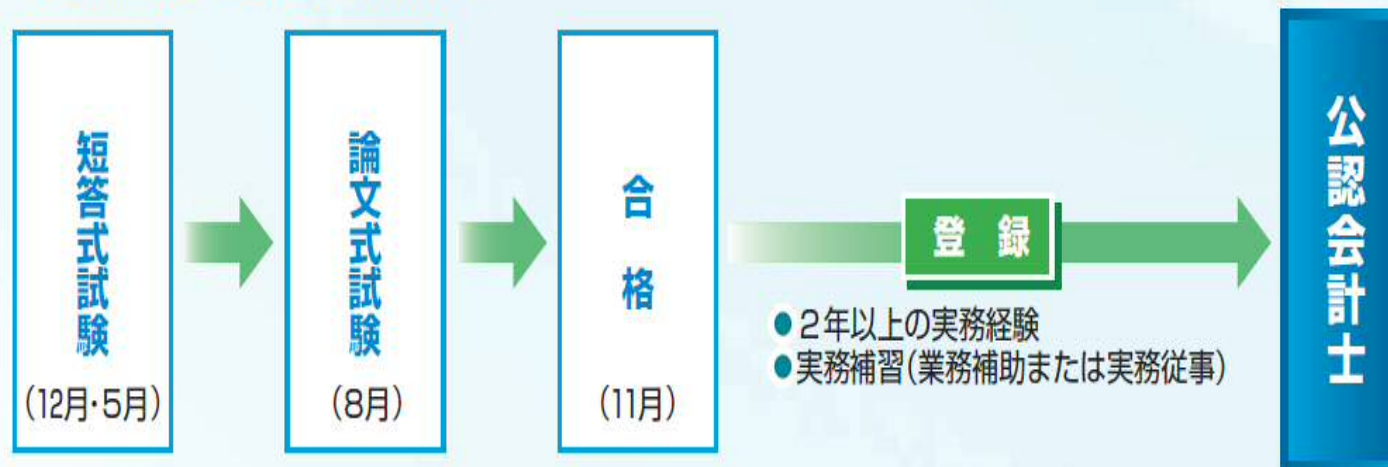 短答式試験
(12月・5月)
論文式試験
(8月)
合格
(11月)
登録
●2年以上の実務経験
●実務補習(業務補助または実務従事)
公認会計士